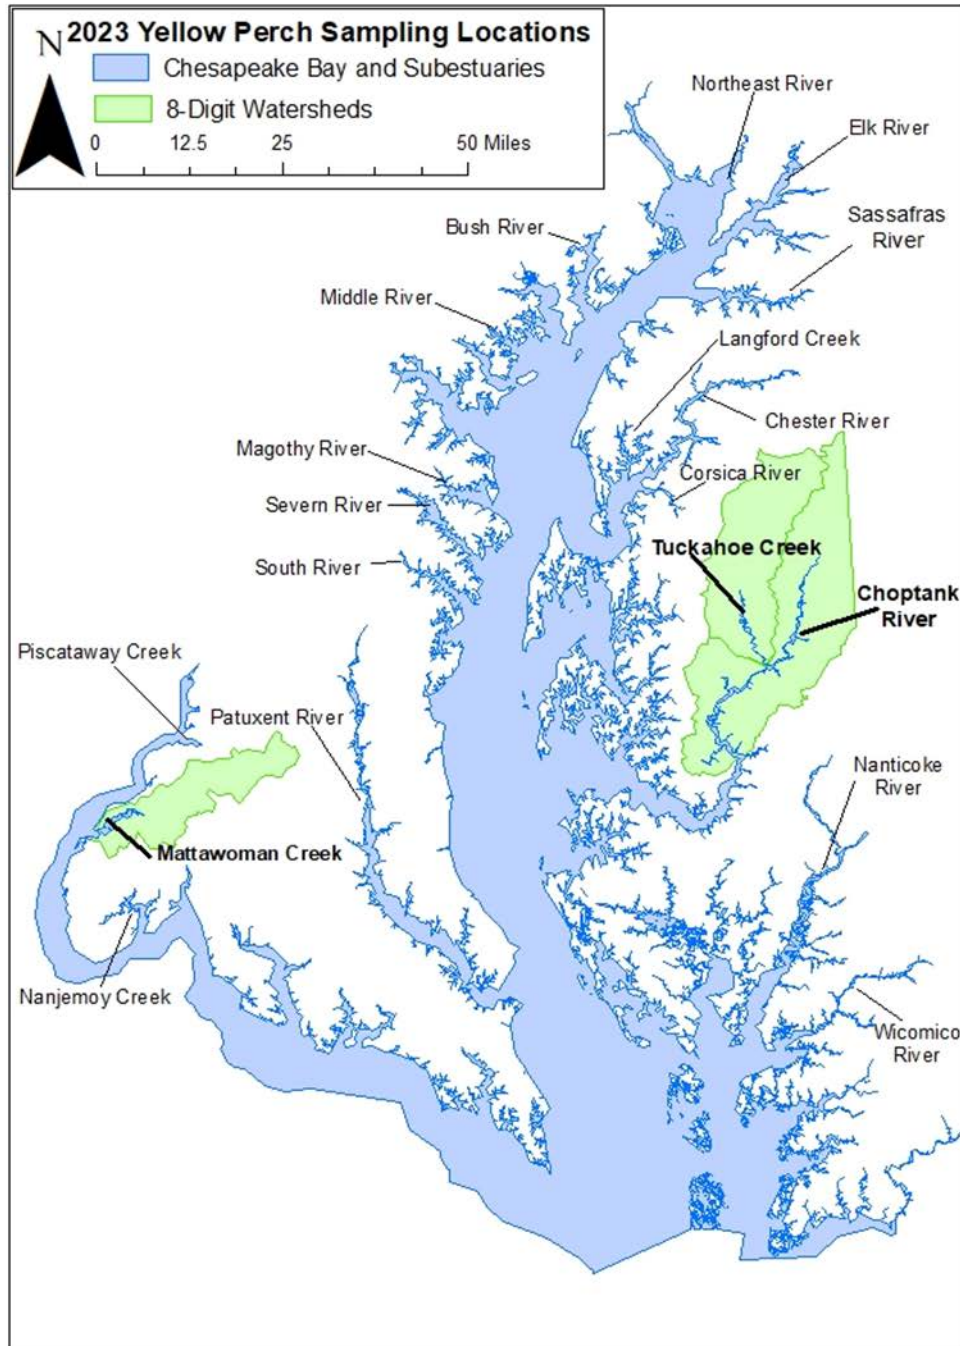 N
2023 Yellow Perch Sampling Locations
Chesapeake Bay and Subestuaries
8-Digit Watersheds
0 12.5 25 50 Miles
Northeast River
Elk River
Sassafras
River
Bush River
Middle River
Langford Creek
Chester River
Magothy River
Corsica River
Severn River
Tuckahoe Creek
South River
Choptank
River
Piscataway Creek
Patuxent River
Nanticoke
River
Mattawoman Creek
Nanjemoy Creek
Wicomico
River